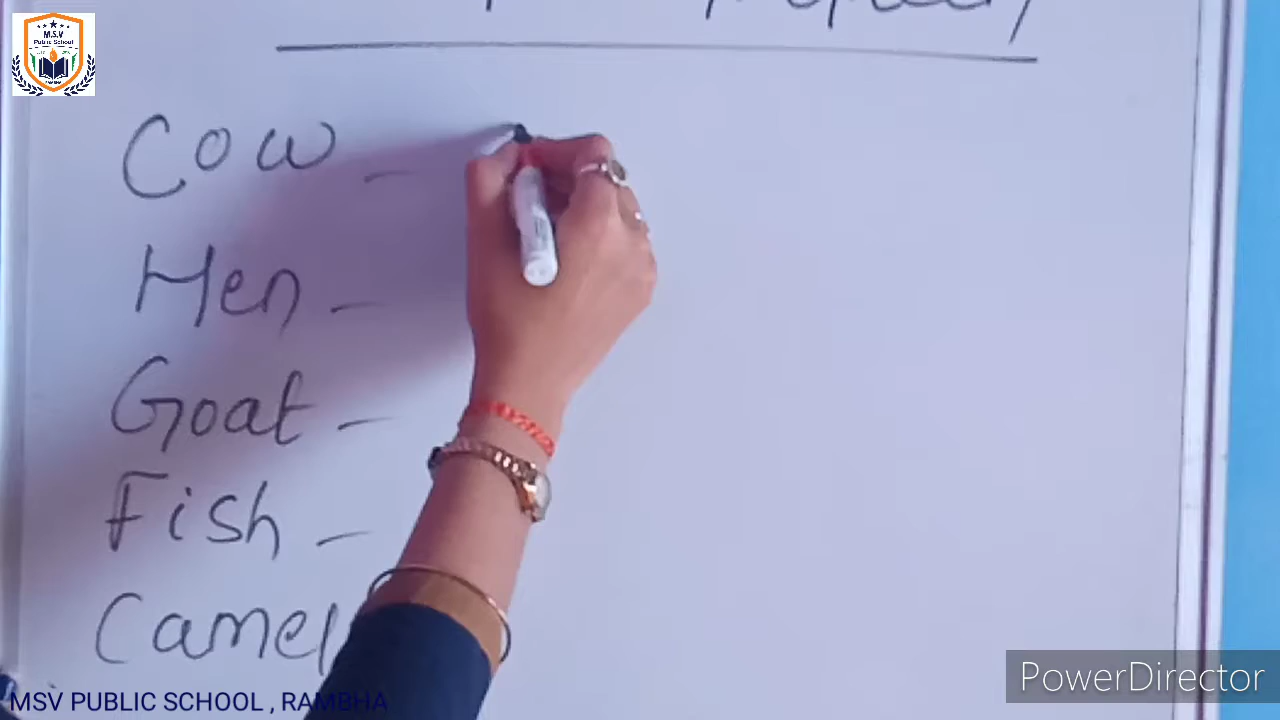 M.S.V
Public School
Cow -
Hen -
Goat -
Fish -
Camel
MSV PUBLIC SCHOOL , RAMBHA
PowerDirector